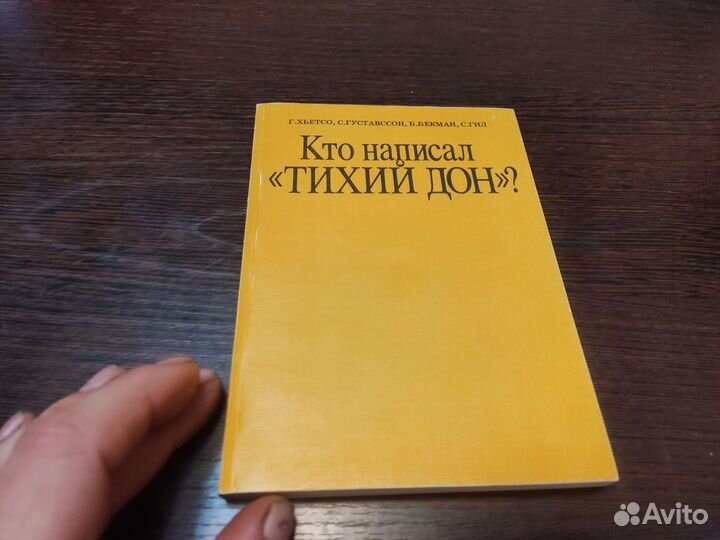 Г. ХЬЕТСО, С. ГУСТАВССОН, Б. БЕКМАН, С. ГИЛ
Кто написал
«ТИХИЙ ДОН»?
Avito